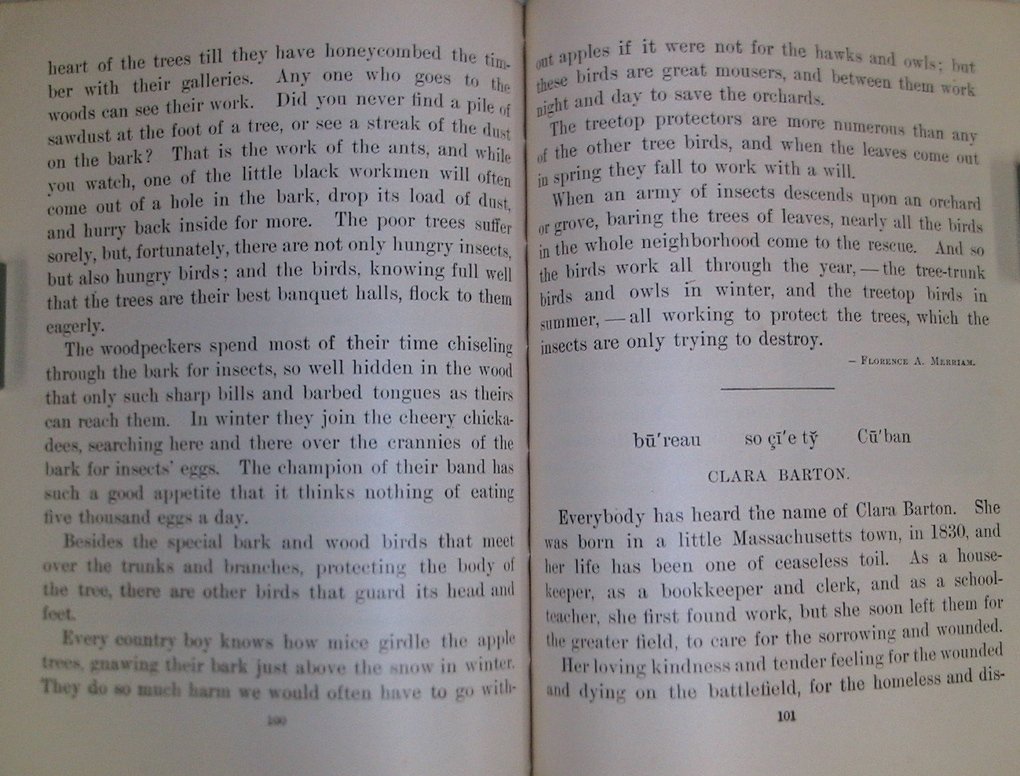 heart of the trees till they have honeycombed the tim-
ber with their galleries. Any one who goes to the
woods can see their work. Did you never find a pile of
sawdust at the foot of a tree, or see a streak of the dust
on the bark? That is the work of the ants, and while
you watch, one of the little black workmen will often
come out of a hole in the bark, drop its load of dust,
and hurry back inside for more. The poor trees suffer
sorely, but, fortunately, there are not only hungry insects,
but also hungry birds; and the birds, knowing full well
that the trees are their best banquet halls, flock to them
eagerly.
The woodpeckers spend most of their time chiseling
through the bark for insects, so well hidden in the wood
that only such sharp bills and barbed tongues as theirs
can reach them. In winter they join the cheery chicka-
dees, searching here and there over the crannies of the
bark for insects' eggs. The champion of their band has
such a good appetite that it thinks nothing of eating
five thousand eggs a day.
Besides the special bark and wood birds that meet
over the trunks and branches, protecting the body of
the tree, there are other birds that guard its head and
feet.
Every country boy knows how mice girdle the apple
trees, gnawing their bark just above the snow in winter.
They do so much harm we would often have to go with-
100
out apples if it were not for the hawks and owls; but
these birds are great mousers, and between them work
night and day to save the orchards.
The treetop protectors are more numerous than any
of the other tree birds, and when the leaves come out
in spring they fall to work with a will.
When an army of insects descends upon an orchard
or grove, baring the trees of leaves, nearly all the birds
in the whole neighborhood come to the rescue. And so
the birds work all through the year, — the tree-trunk
birds and owls in winter, and the treetop birds in
summer, — all working to protect the trees, which the
insects are only trying to destroy.
— Florence A. Merriam.
bū′reau so çī′e ty̆ Cū′ban
CLARA BARTON.
Everybody has heard the name of Clara Barton. She
was born in a little Massachusetts town, in 1830, and
her life has been one of ceaseless toil. As a house-
keeper, as a bookkeeper and clerk, and as a school-
teacher, she first found work, but she soon left them for
the greater field, to care for the sorrowing and wounded.
Her loving kindness and tender feeling for the wounded
and dying on the battlefield, for the homeless and dis-
101